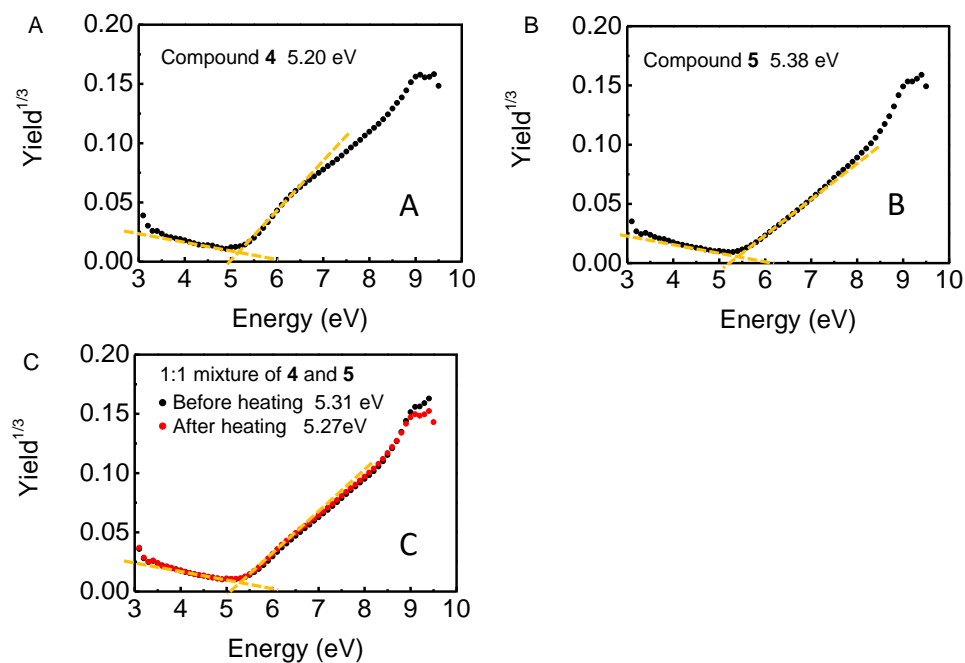 A
Compound 4 5.20 eV
Yield1/3
0.20
0.15
0.10
0.05
0.00
A
3 4 5 6 7 8 9 10
Energy (eV)
B
Compound 5 5.38 eV
Yield1/3
0.20
0.15
0.10
0.05
0.00
B
3 4 5 6 7 8 9 10
Energy (eV)
C
1:1 mixture of 4 and 5
Before heating 5.31 eV
After heating 5.27eV
Yield1/3
0.20
0.15
0.10
0.05
0.00
C
3 4 5 6 7 8 9 10
Energy (eV)